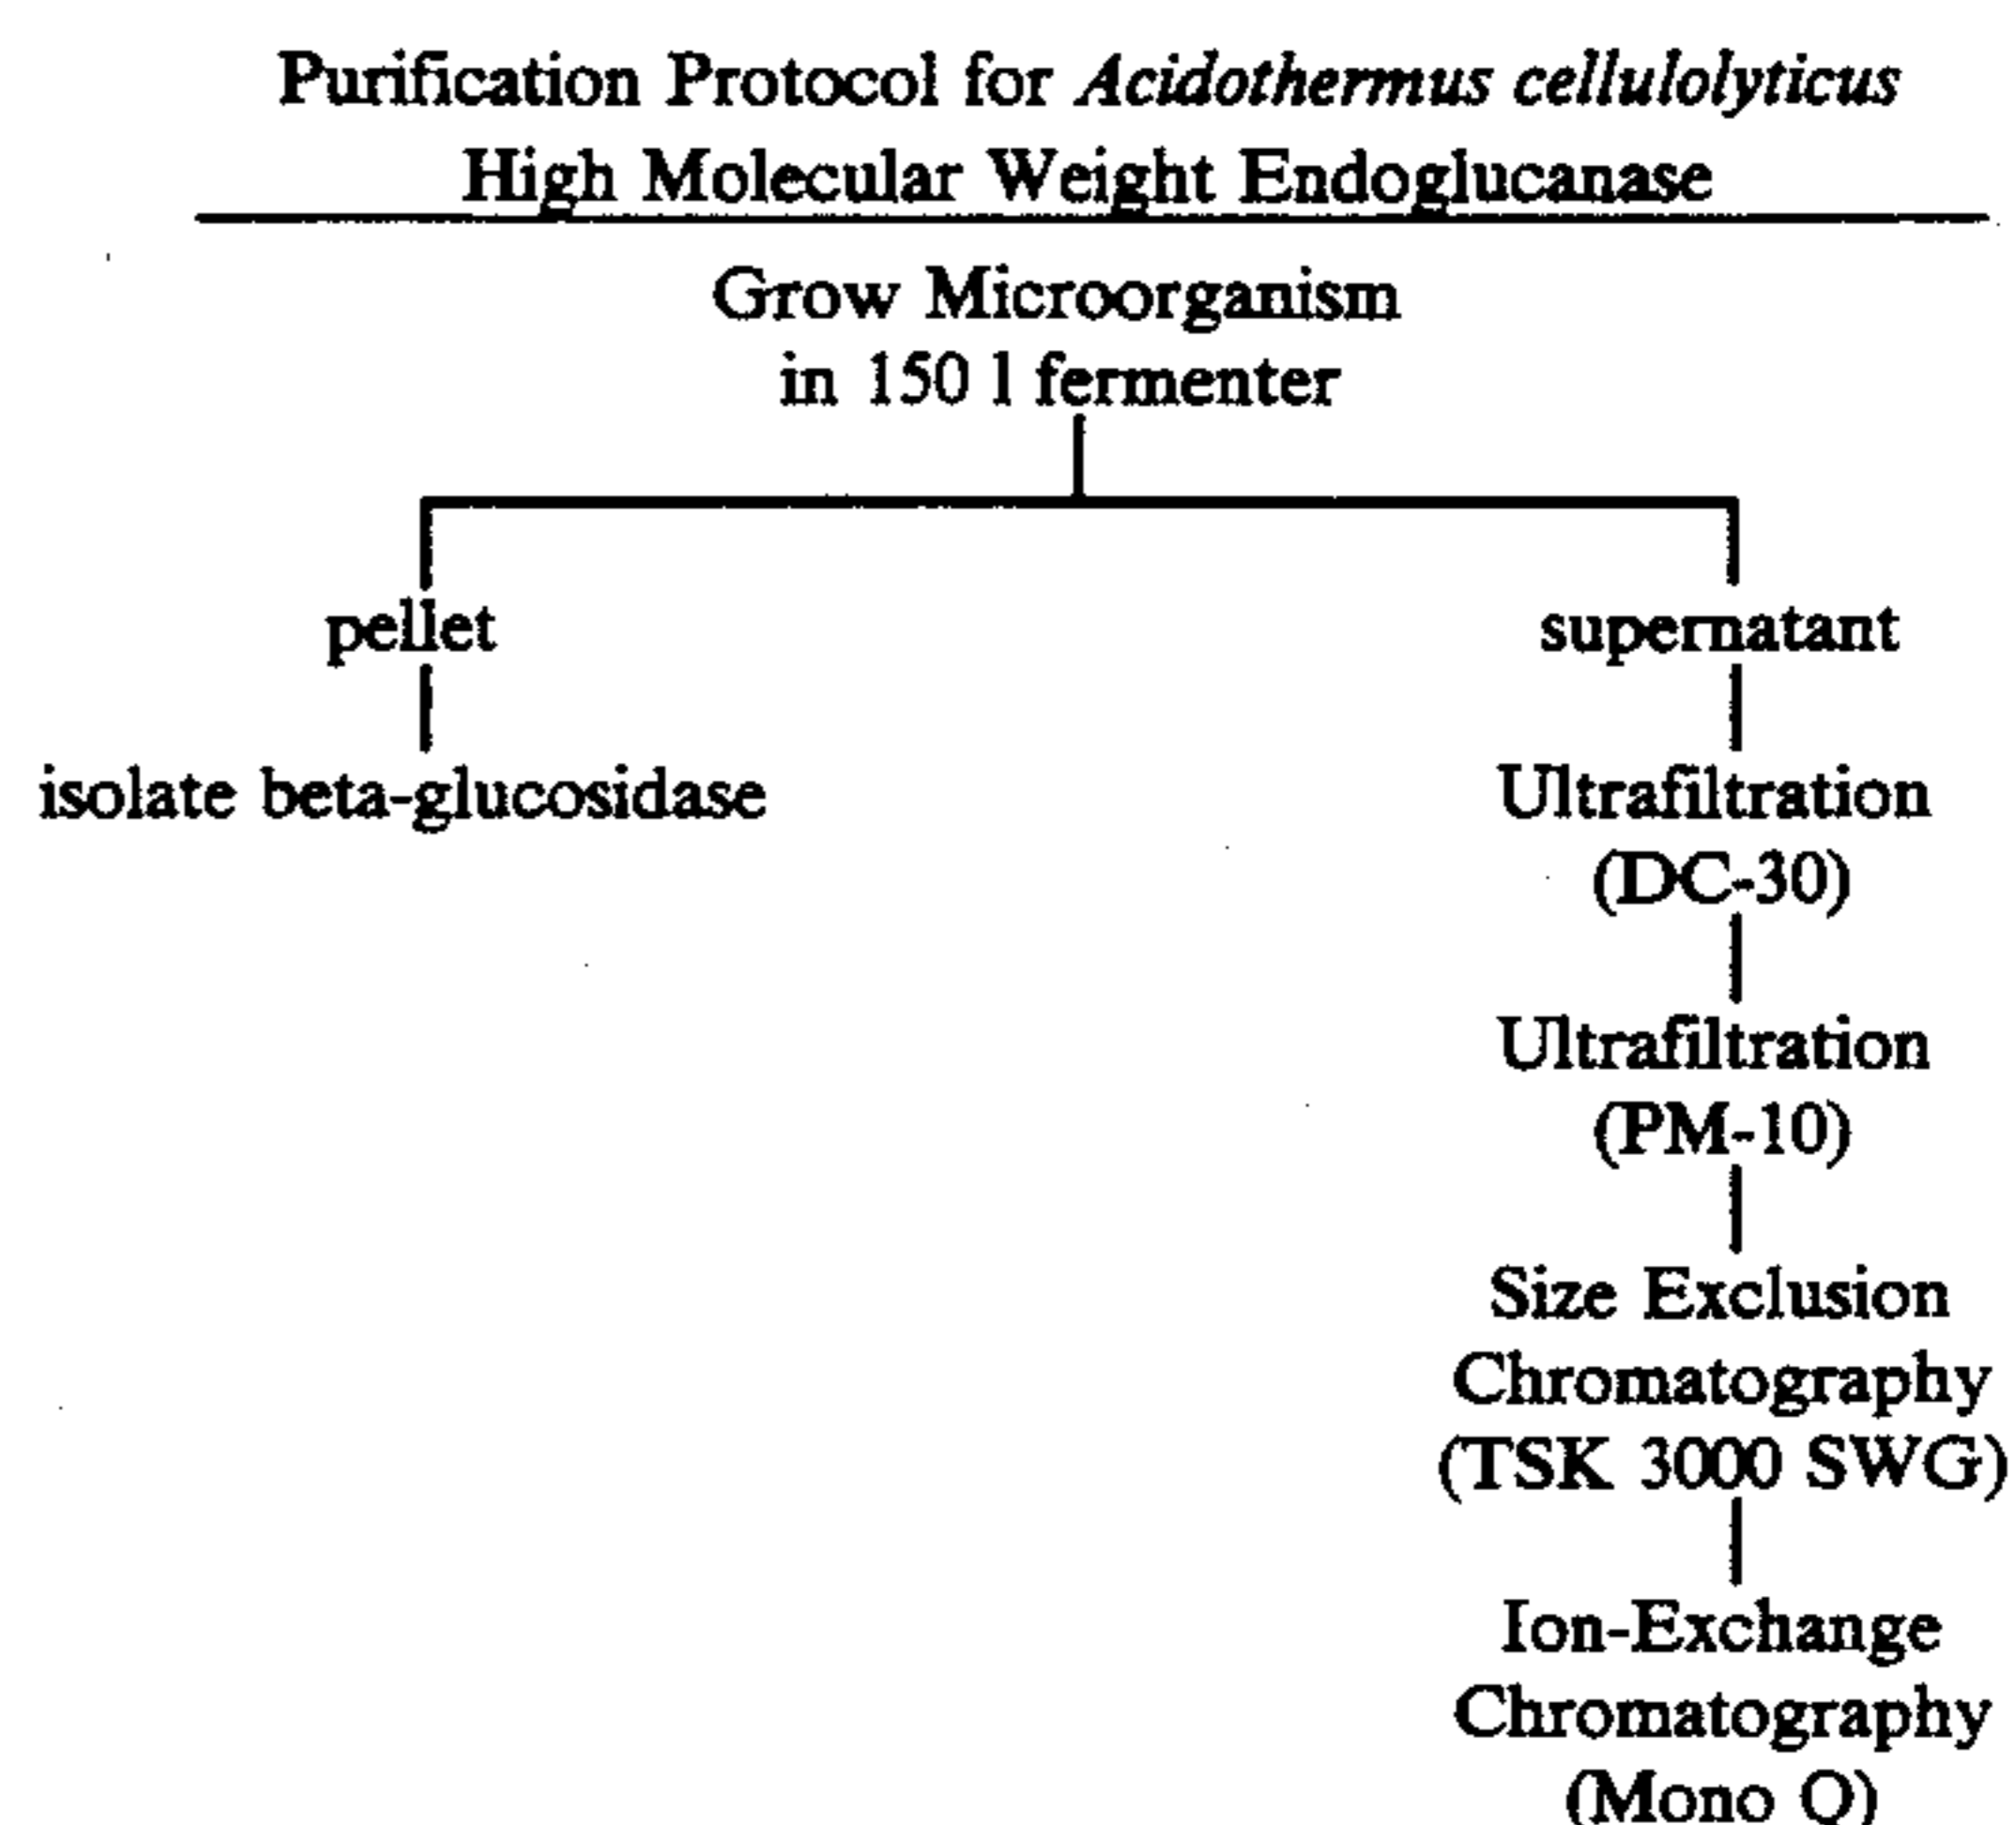 Purification Protocol for Acidothermus cellulolyticus
High Molecular Weight Endoglucanase
Grow Microorganism
in 150 l fermenter
pellet
supernatant
isolate beta-glucosidase
Ultrafiltration
(DC-30)
Ultrafiltration
(PM-10)
Size Exclusion
Chromatography
(TSK 3000 SWG)
Ion-Exchange
Chromatography
(Mono Q)